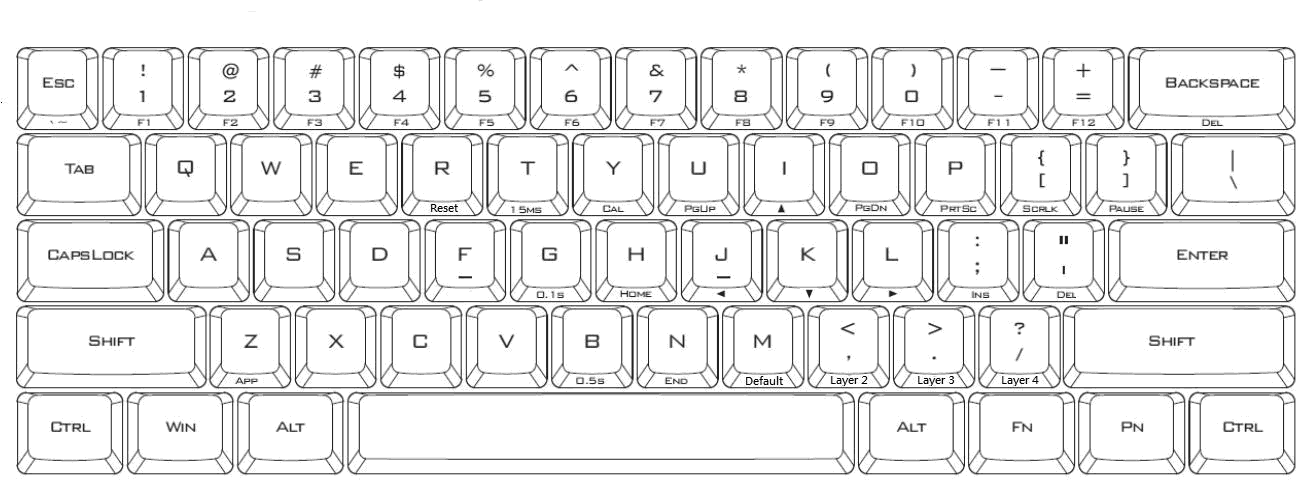 ! @ # $ % ^ & * ( ) — +
Esc 1 2 3 4 5 6 7 8 9 0 - = Backspace
` ~ F1 F2 F3 F4 F5 F6 F7 F8 F9 F10 F11 F12 Del
{ } |
Tab Q W E R T Y U I O P [ ] \
Reset 15ms Cal PgUp ▲ PgDn PrtSc ScrLk Pause
: "
CapsLock A S D F G H J K L ; ' Enter
0.1s Home ◄ ▼ ► Ins Del
< > ?
Shift Z X C V B N M , . / Shift
App 0.5s End Default Layer 2 Layer 3 Layer 4
Ctrl Win Alt Alt Fn Pn Ctrl